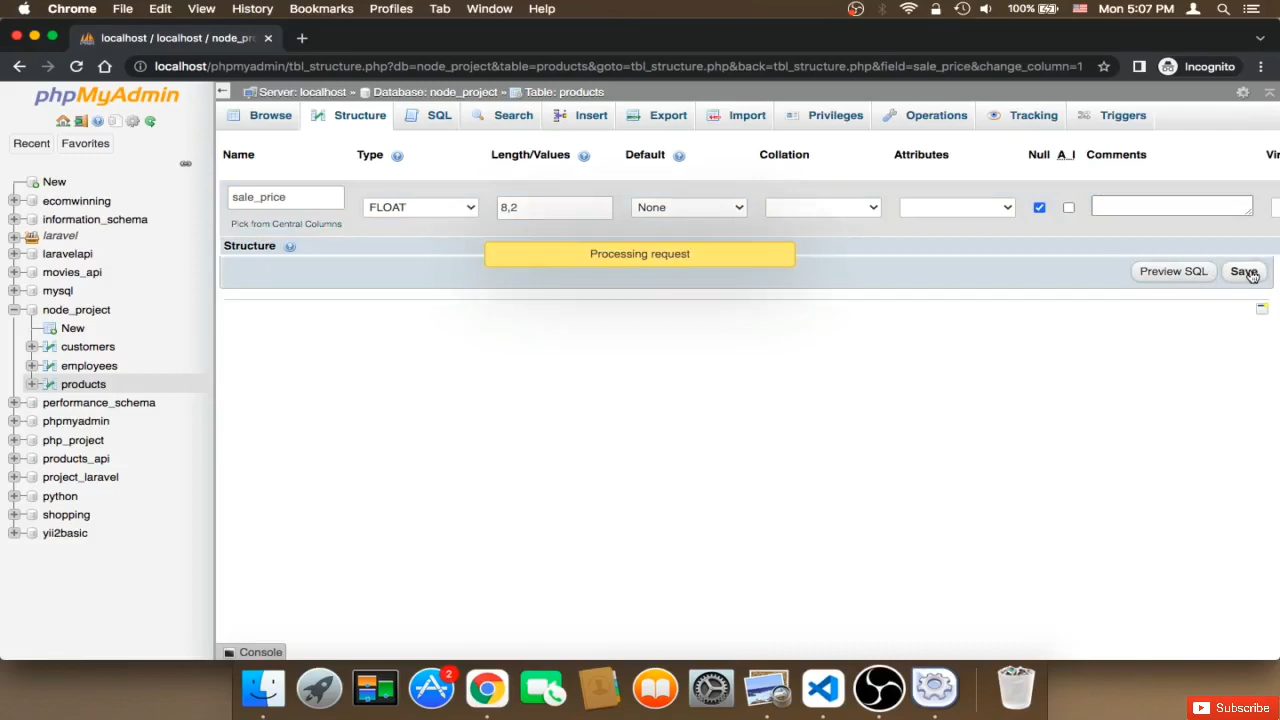 Chrome File Edit View History Bookmarks Profiles Tab Window Help 100% Mon 5:07 PM
localhost / localhost / node_pr
localhost/phpmyadmin/tbl_structure.php?db=node_project&table=products&goto=tbl_structure.php&back=tbl_structure.php&field=sale_price&change_column=1 Incognito
phpMyAdmin
Server: localhost » Database: node_project » Table: products
Browse Structure SQL Search Insert Export Import Privileges Operations Tracking Triggers
Recent Favorites
Name Type Length/Values Default Collation Attributes Null A_I Comments Vir
sale_price FLOAT 8,2 None
Pick from Central Columns
Structure
Processing request
Preview SQL Save
New
ecomwinning
information_schema
laravel
laravelapi
movies_api
mysql
node_project
New
customers
employees
products
performance_schema
phpmyadmin
php_project
products_api
project_laravel
python
shopping
yii2basic
Console
2
Subscribe